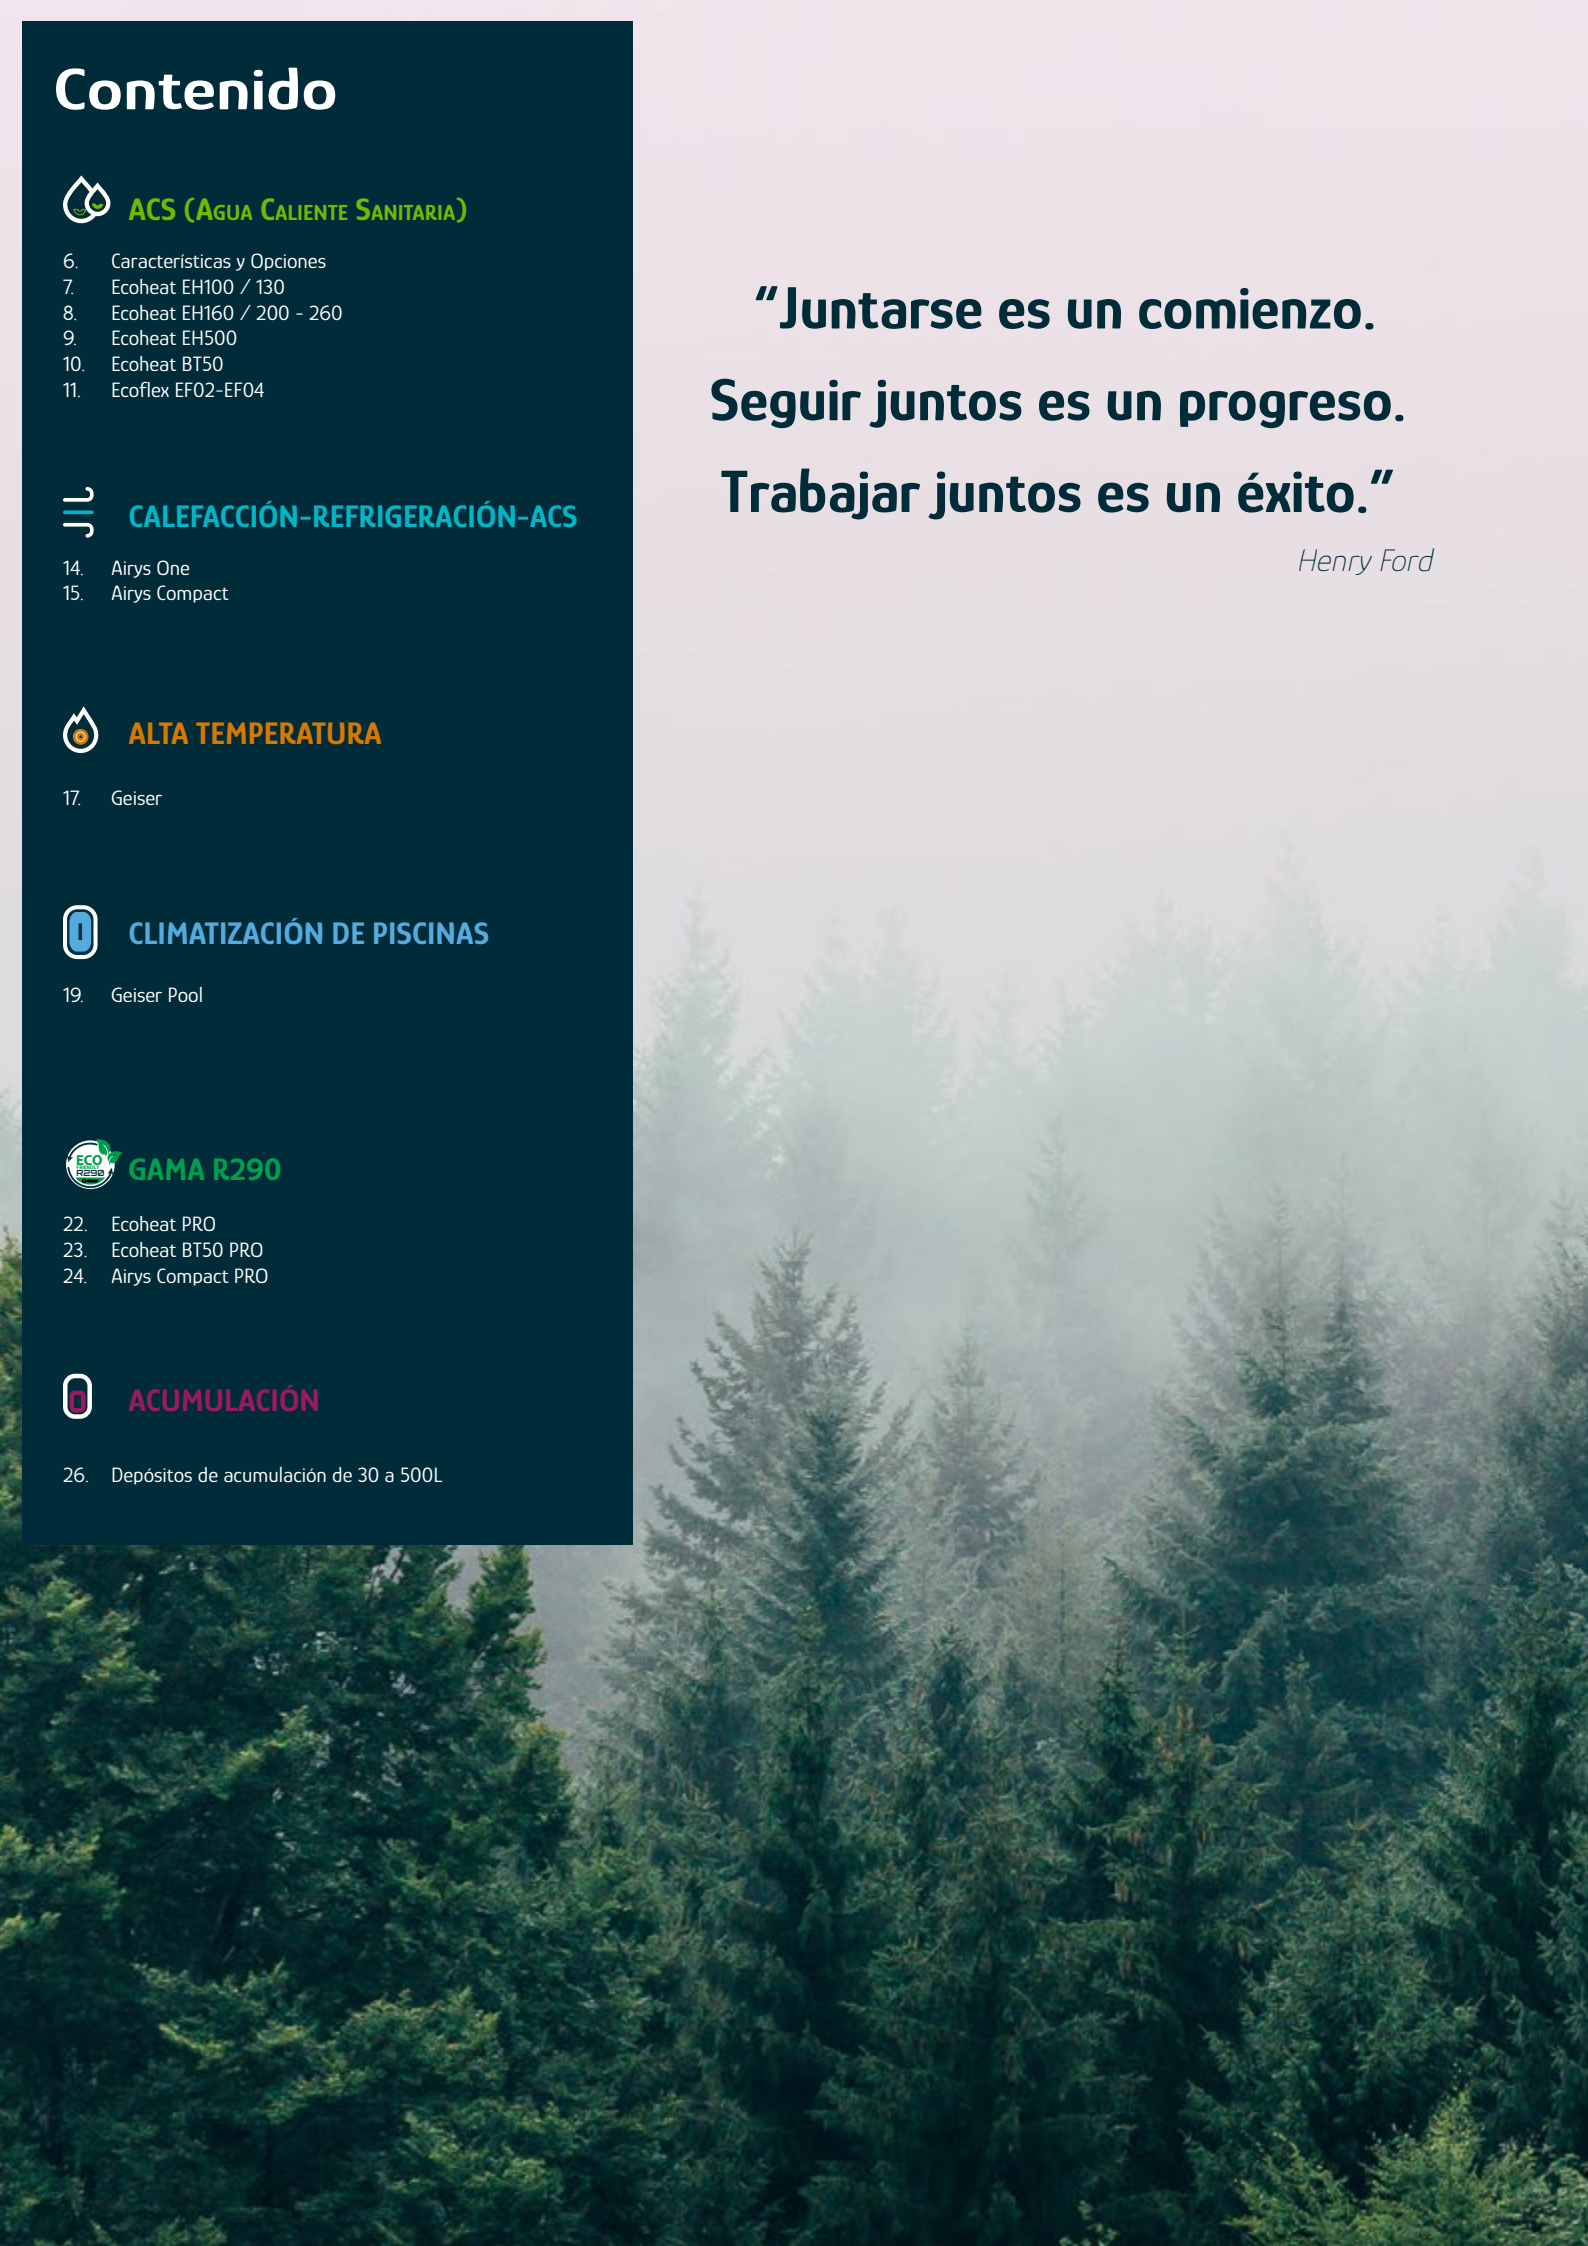 Contenido
ACS (Agua Caliente Sanitaria)
6. Características y Opciones
7. Ecoheat EH100 / 130
8. Ecoheat EH160 / 200 - 260
9. Ecoheat EH500
10. Ecoheat BT50
11. Ecoflex EF02-EF04
CALEFACCIÓN-REFRIGERACIÓN-ACS
14. Airys One
15. Airys Compact
ALTA TEMPERATURA
17. Geiser
CLIMATIZACIÓN DE PISCINAS
19. Geiser Pool
ECO
FRIENDLY
R290
GAMA R290
22. Ecoheat PRO
23. Ecoheat BT50 PRO
24. Airys Compact PRO
ACUMULACIÓN
26. Depósitos de acumulación de 30 a 500L
“Juntarse es un comienzo.
Seguir juntos es un progreso.
Trabajar juntos es un éxito.”
Henry Ford